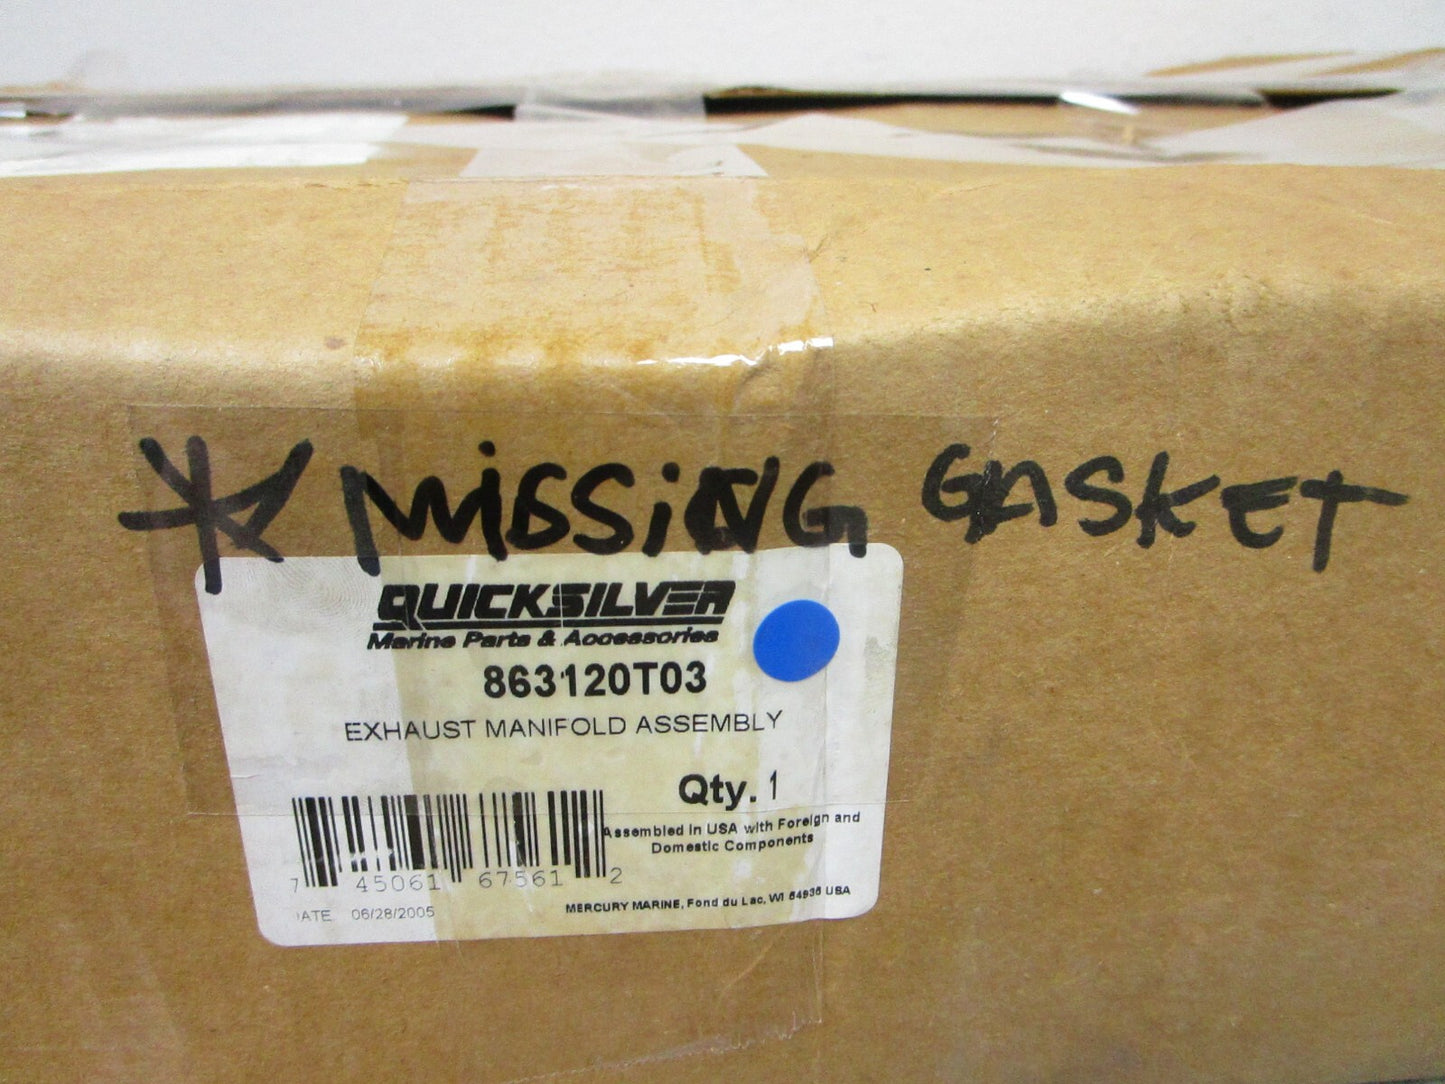 * MISSING GASKET
QUICKSILVER
Marine Parts & Accessories
863120T03
EXHAUST MANIFOLD ASSEMBLY
Qty. 1
Assembled in USA with Foreign and
Domestic Components
7 45061 67561 2
DATE 06/28/2005
MERCURY MARINE, Fond du Lac, WI 54936 USA